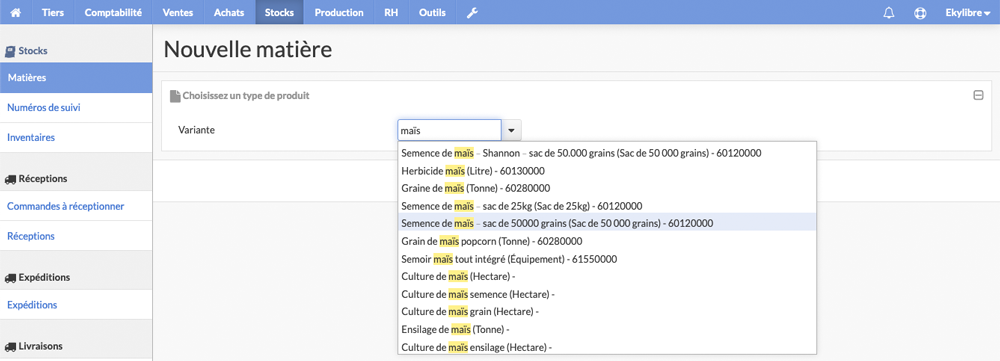 Tiers Comptabilité Ventes Achats Stocks Production RH Outils Ekylibre
Stocks
Matières
Numéros de suivi
Inventaires
Réceptions
Commandes à réceptionner
Réceptions
Expéditions
Expéditions
Livraisons
Nouvelle matière
Choisissez un type de produit
Variante maïs
Semence de maïs – Shannon – sac de 50.000 grains (Sac de 50 000 grains) - 60120000
Herbicide maïs (Litre) - 60130000
Graine de maïs (Tonne) - 60280000
Semence de maïs – sac de 25kg (Sac de 25kg) - 60120000
Semence de maïs – sac de 50000 grains (Sac de 50 000 grains) - 60120000
Grain de maïs popcorn (Tonne) - 60280000
Semoir maïs tout intégré (Équipement) - 61550000
Culture de maïs (Hectare) -
Culture de maïs semence (Hectare) -
Culture de maïs grain (Hectare) -
Ensilage de maïs (Tonne) -
Culture de maïs ensilage (Hectare) -